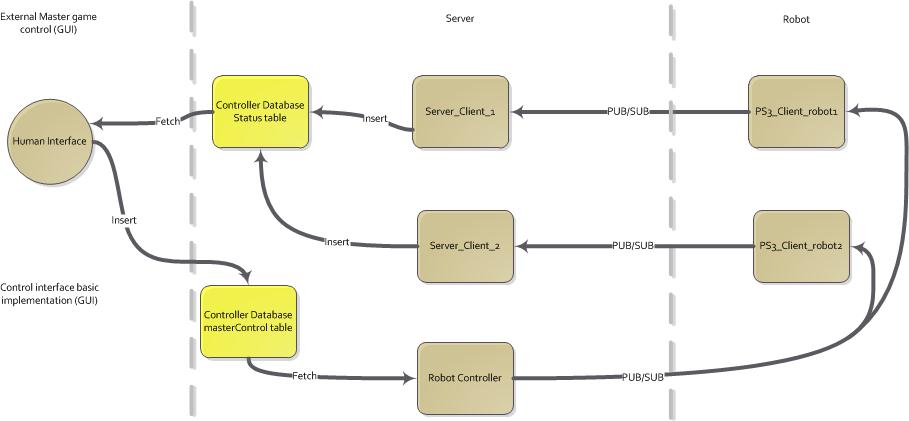 External Master game
control (GUI)
Server
Robot
Controller Database
Status table
Server_Client_1
PS3_Client_robot1
PUB/SUB
Insert
Fetch
Human Interface
Insert
Insert
Server_Client_2
PUB/SUB
PS3_Client_robot2
Control interface basic
implementation (GUI)
Controller Database
masterControl table
Fetch
Robot Controller
PUB/SUB